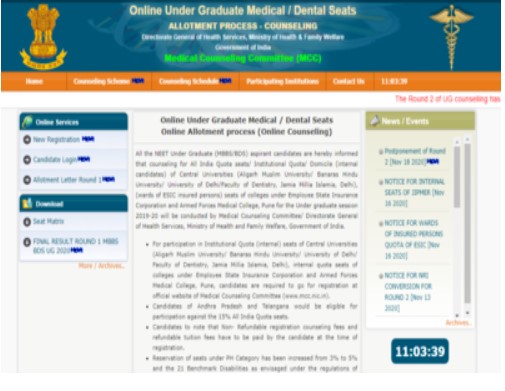 Online Under Graduate Medical / Dental Seats
ALLOTMENT PROCESS - COUNSELING
Directorate General of Health Services, Ministry of Health & Family Welfare
Government of India
Medical Counseling Committee (MCC)
Home Counseling Scheme Counseling Schedule Participating Institutions Contact Us 11:03:39
The Round 2 of UG counseling has
Online Services
New Registration
Candidate Login
Allotment Letter Round 1
Download
Seat Matrix
FINAL RESULT ROUND 1 MBBS
BDS UG 2020
More / Archives..
Online Under Graduate Medical / Dental Seats
Online Allotment process (Online Counseling)
All the NEET Under Graduate (MBBS/BDS) aspirant candidates are hereby informed
that counseling for All India Quota seats/ Institutional Quota/ Domicile (internal
candidates) of Central Universities (Aligarh Muslim University/ Banaras Hindu
University/ University of Delhi/Faculty of Dentistry, Jamia Milia Islamia, Delhi),
(wards of ESIC insured persons) seats of colleges under Employee State Insurance
Corporation and Armed Forces Medical College, Pune for the Under graduate session
2019-20 will be conducted by Medical Counseling Committee/ Directorate General
of Health Services, Ministry of Health and Family Welfare, Government of India.
• For participation in Institutional Quota (internal) seats of Central Universities
(Aligarh Muslim University/ Banaras Hindu University/ University of Delhi/
Faculty of Dentistry, Jamia Milia Islamia, Delhi), internal quota seats of
colleges under Employee State Insurance Corporation and Armed Forces
Medical College, Pune, candidates are required to go for registration at
official website of Medical Counseling Committee (www.mcc.nic.in).
• Candidates of Andhra Pradesh and Telangana would be eligible for
participation against the 15% All India Quota seats.
• Candidates to note that Non- Refundable registration counseling fees and
refundable tuition fees have to be paid by the candidate at the time of
registration.
• Reservation of seats under PH Category has been increased from 3% to 5%
and the 21 Benchmark Disabilities as envisaged under the regulations of
News / Events
Postponement of Round
2 [Nov 18 2020]
NOTICE FOR INTERNAL
SEATS OF JIPMER [Nov
16 2020]
NOTICE FOR WARDS
OF INSURED PERSONS
QUOTA OF ESIC [Nov
16 2020]
NOTICE FOR NRI
CONVERSION FOR
ROUND 2 [Nov 13
2020]
Archives..
11:03:39